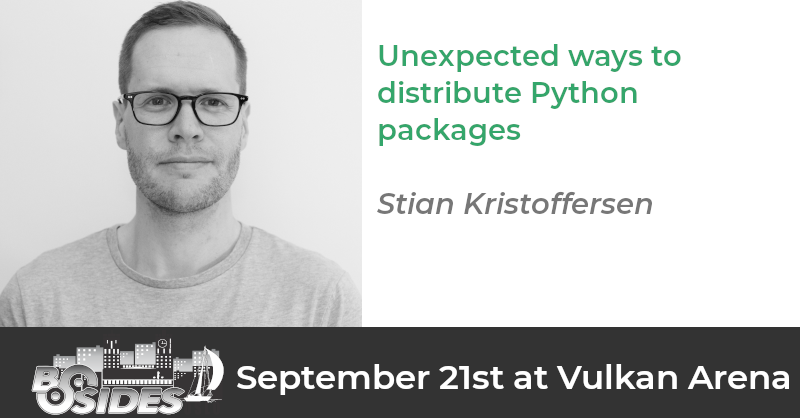 Unexpected ways to
distribute Python
packages
Stian Kristoffersen
BSIDES
September 21st at Vulkan Arena